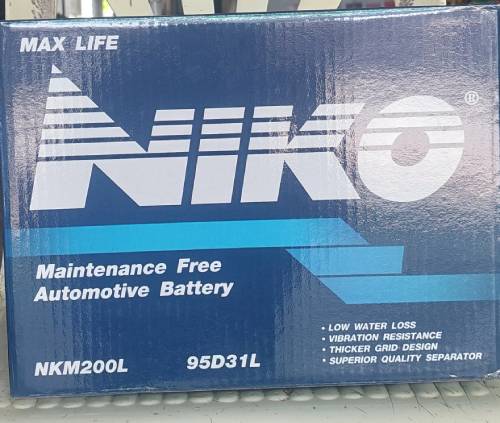 MAX LIFE
NIKO®
Maintenance Free
Automotive Battery
• LOW WATER LOSS
• VIBRATION RESISTANCE
• THICKER GRID DESIGN
• SUPERIOR QUALITY SEPARATOR
NKM200L 95D31L